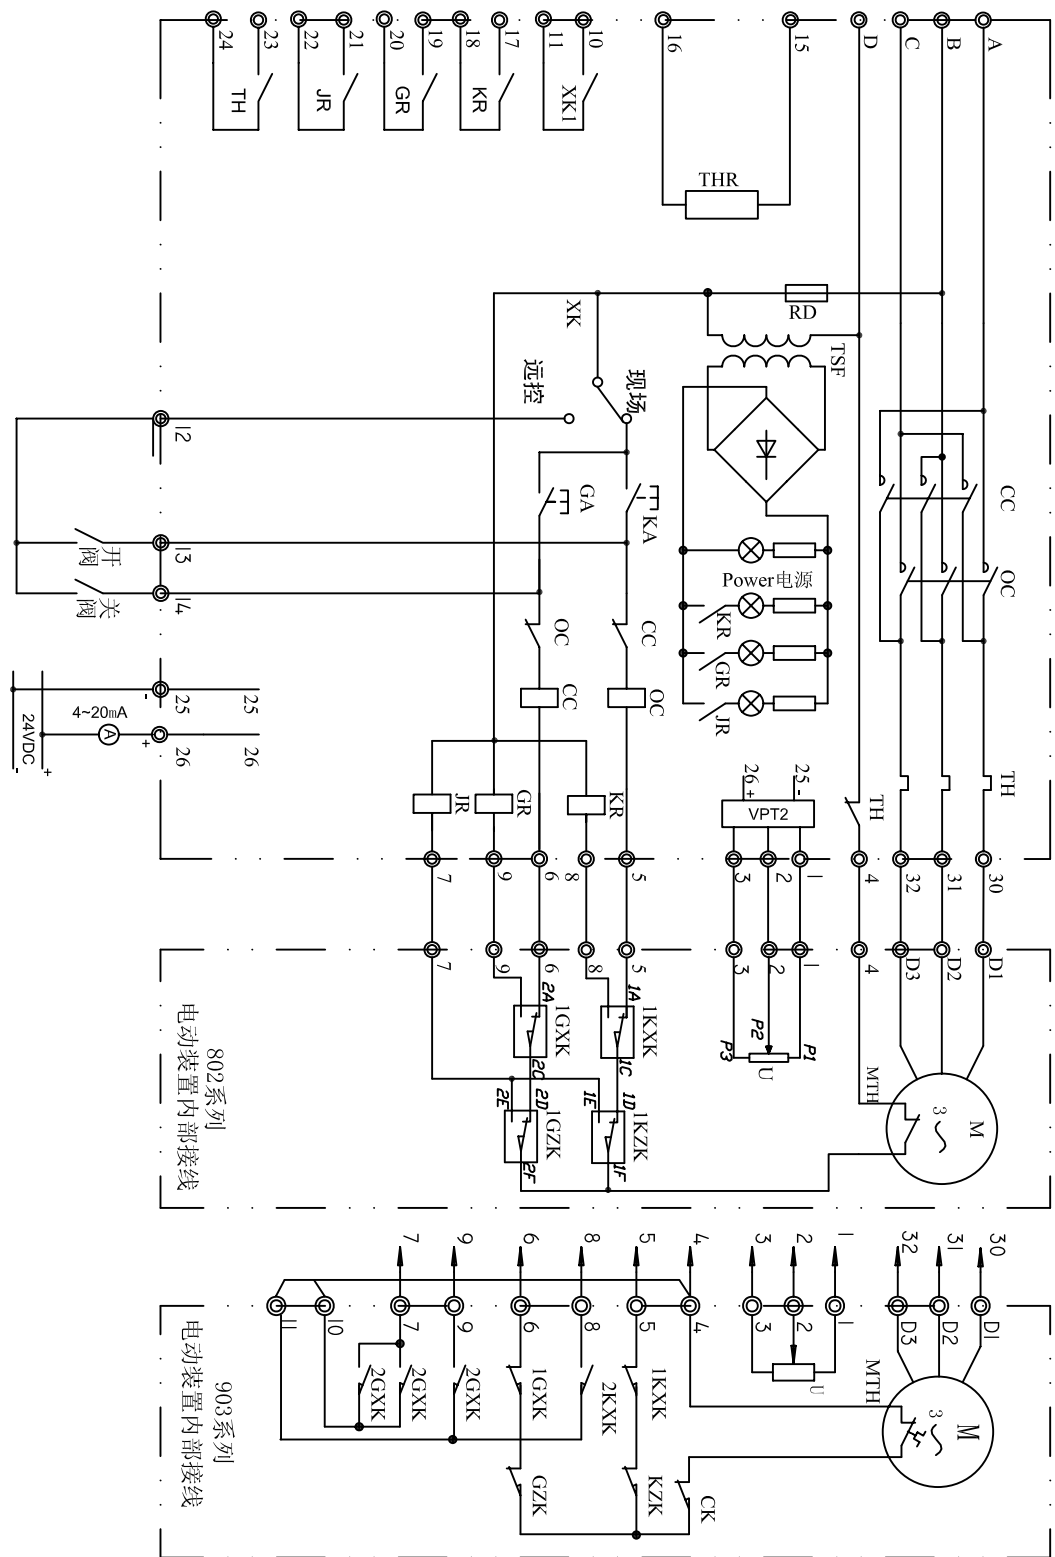 24
23
22
21
20
19
18
17
11
10
16
15
D
C
B
A
TH
JR
GR
KR
XK1
THR
RD
XK
TSF
远控
现场
12
GA
KA
CC
OC
13
开阀
14
关阀
Power电源
KR
GR
JR
OC
CC
CC
OC
25
25
-
4~20mA
A
+
26
26
24VDC
-
+
JR
GR
KR
26
+
25
-
VPT2
TH
TH
7
9
6
8
5
3
2
1
4
32
31
30
7
9
6
8
5
3
2
1
4
D3
D2
D1
2A
1GXK
1A
1KXK
2C
1C
P3
P2
P1
U
MTH
M
3
2E
2D
1GZK
1E
1D
1KZK
2F
1F
802系列
电动装置内部接线
7
9
6
8
5
4
3
2
1
32
31
30
11
10
7
9
6
8
5
4
3
2
1
D3
D2
D1
2GXK
2GXK
2GXK
1GXK
2KXK
1KXK
U
MTH
M
3
GZK
KZK
CK
903系列
电动装置内部接线